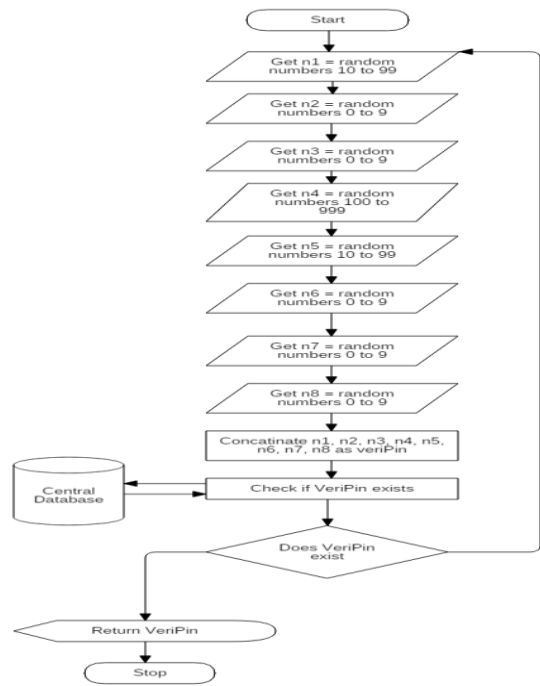 Start
Get n1 = random
numbers 10 to 99
Get n2 = random
numbers 0 to 9
Get n3 = random
numbers 0 to 9
Get n4 = random
numbers 100 to
999
Get n5 = random
numbers 10 to 99
Get n6 = random
numbers 0 to 9
Get n7 = random
numbers 0 to 9
Get n8 = random
numbers 0 to 9
Concatinate n1, n2, n3, n4, n5,
n6, n7, n8 as veriPin
Central
Database
Check if VeriPin exists
Does VeriPin
exist
Return VeriPin
Stop